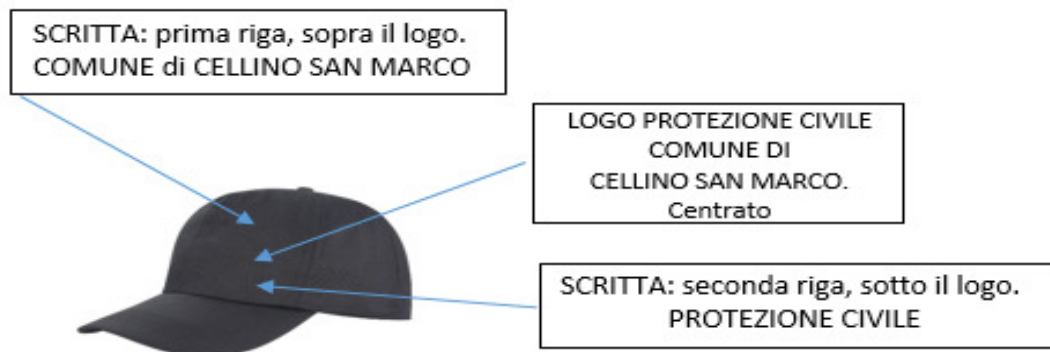 SCRITTA: prima riga, sopra il logo.
COMUNE di CELLINO SAN MARCO
LOGO PROTEZIONE CIVILE
COMUNE DI
CELLINO SAN MARCO.
Centrato
SCRITTA: seconda riga, sotto il logo.
PROTEZIONE CIVILE